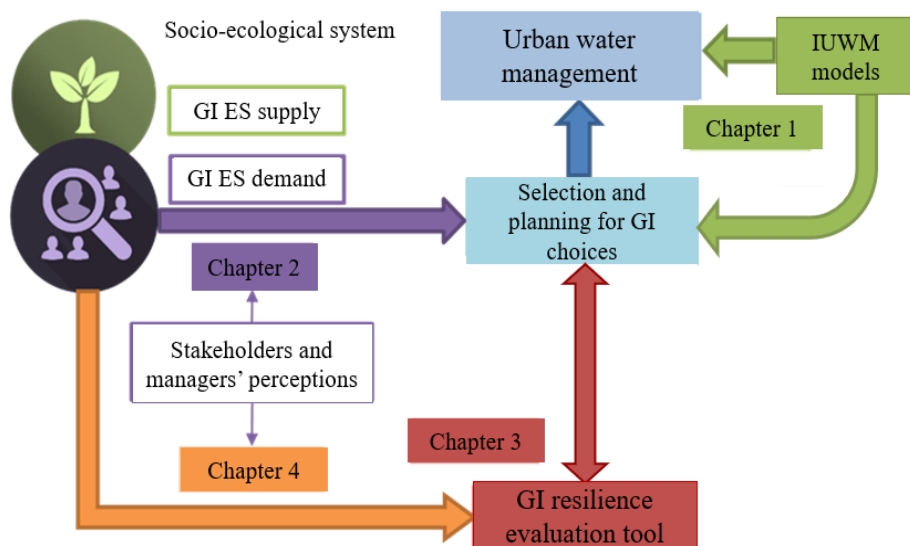 Socio-ecological system
GI ES supply
GI ES demand
Urban water
management
IUWM
models
Chapter 1
Selection and
planning for GI
choices
Chapter 2
Stakeholders and
managers’ perceptions
Chapter 4
Chapter 3
GI resilience
evaluation tool